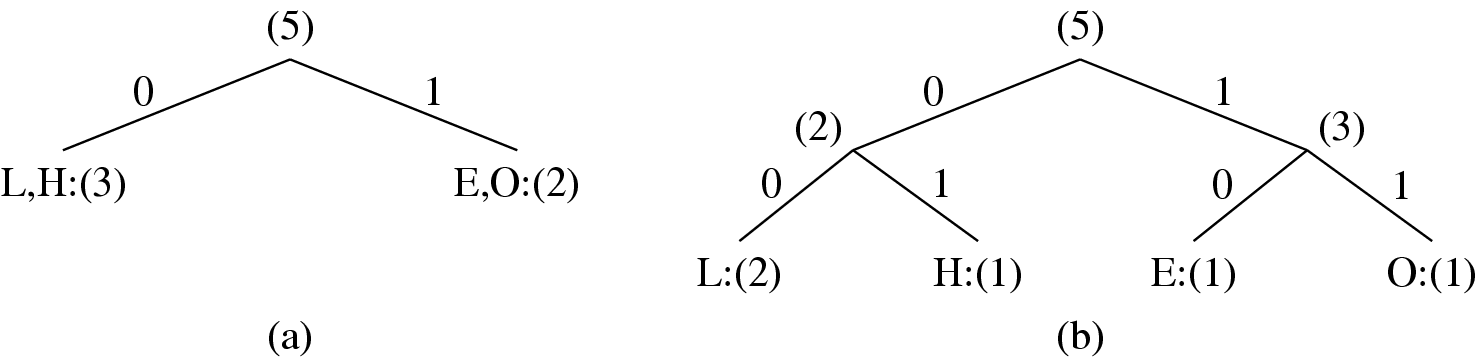 (5) (5)
0 1 0 1
(2) (3)
L,H:(3) E,O:(2) 0 1 0 1
L:(2) H:(1) E:(1) O:(1)
(a) (b)